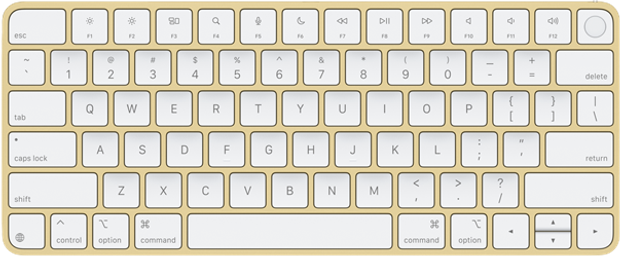 esc F1 F2 F3 F4 F5 F6 F7 F8 F9 F10 F11 F12
~ ! @ # $ % ^ & * ( ) _ +
` 1 2 3 4 5 6 7 8 9 0 - = delete
tab Q W E R T Y U I O P { } |
[ ] \
caps lock A S D F G H J K L : "
; ' return
shift Z X C V B N M < > ? shift
, . /
^ ⌥ ⌘ ⌘ ⌥
control option command command option